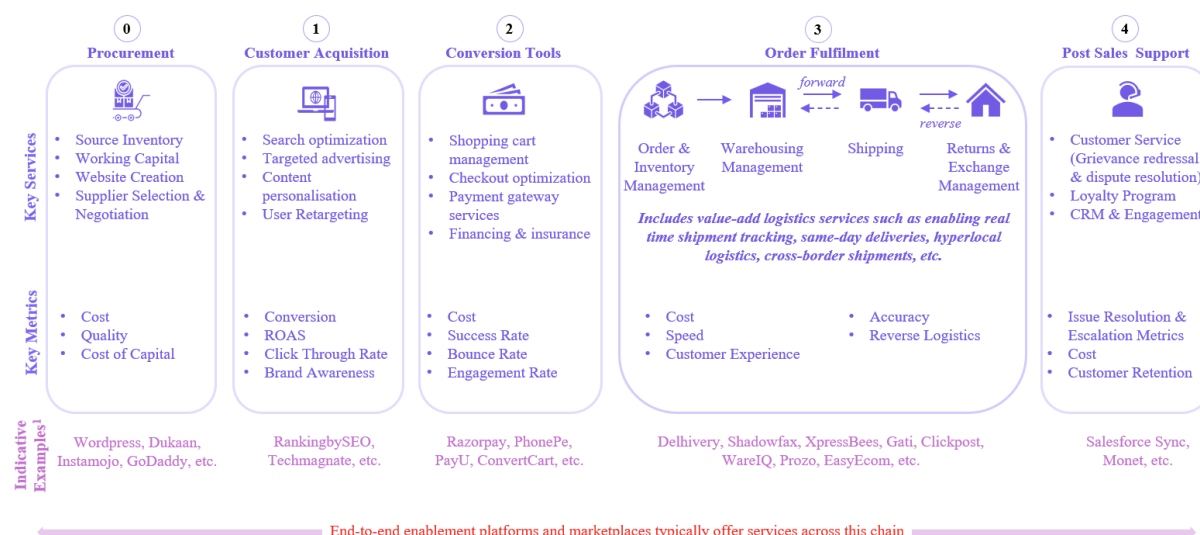 0
Procurement
1
Customer Acquisition
2
Conversion Tools
3
Order Fulfilment
4
Post Sales Support
Key Services
• Source Inventory
• Working Capital
• Website Creation
• Supplier Selection &
Negotiation
• Search optimization
• Targeted advertising
• Content
personalisation
• User Retargeting
• Shopping cart
management
• Checkout optimization
• Payment gateway
services
• Financing & insurance
forward
reverse
Order &
Inventory
Management
Warehousing
Management
Shipping
Returns &
Exchange
Management
Includes value-add logistics services such as enabling real
time shipment tracking, same-day deliveries, hyperlocal
logistics, cross-border shipments, etc.
• Customer Service
(Grievance redressal
& dispute resolution)
• Loyalty Program
• CRM & Engagement
Key Metrics
• Cost
• Quality
• Cost of Capital
• Conversion
• ROAS
• Click Through Rate
• Brand Awareness
• Cost
• Success Rate
• Bounce Rate
• Engagement Rate
• Cost
• Speed
• Customer Experience
• Accuracy
• Reverse Logistics
• Issue Resolution &
Escalation Metrics
• Cost
• Customer Retention
Indicative
Examples¹
Wordpress, Dukaan,
Instamojo, GoDaddy, etc.
RankingbySEO,
Techmagnate, etc.
Razorpay, PhonePe,
PayU, ConvertCart, etc.
Delhivery, Shadowfax, XpressBees, Gati, Clickpost,
WareIQ, Prozo, EasyEcom, etc.
Salesforce Sync,
Monet, etc.
End-to-end enablement platforms and marketplaces typically offer services across this chain